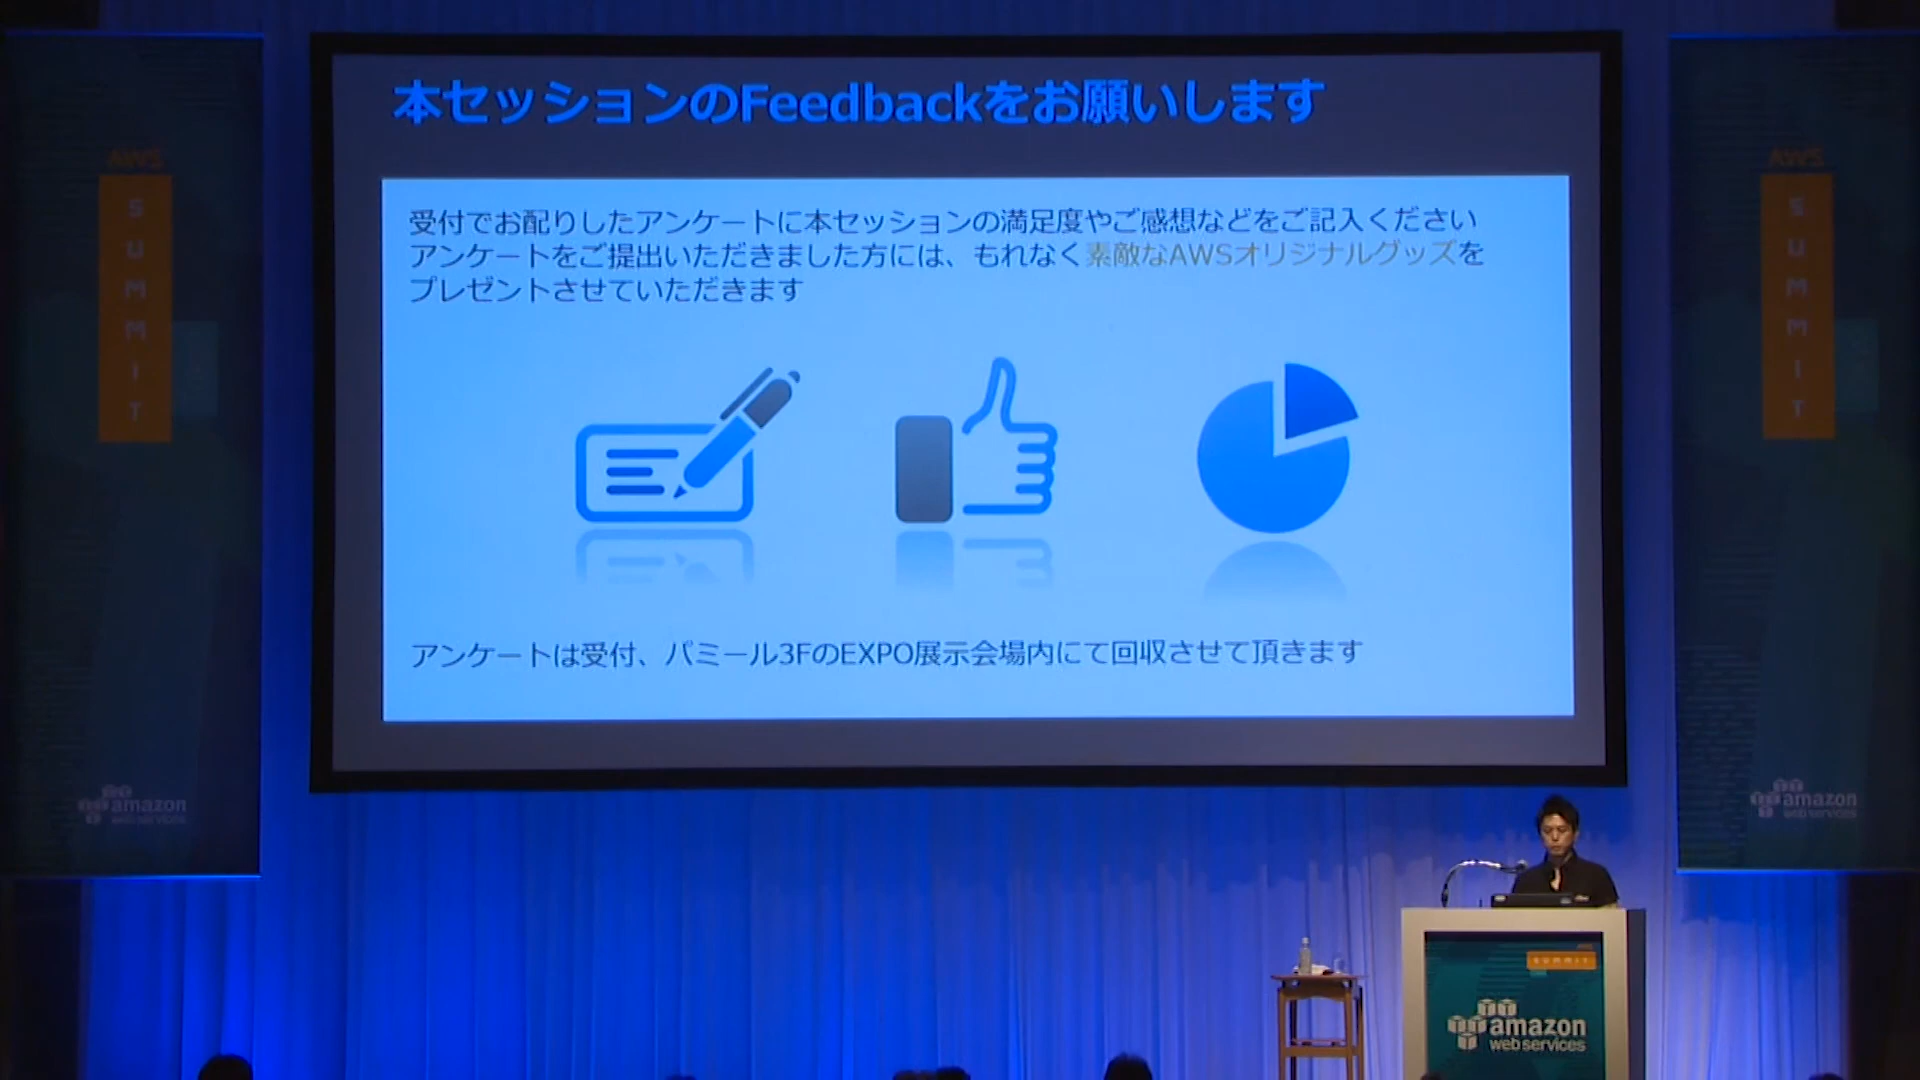 本セッションのFeedbackをお願いします
受付でお配りしたアンケートに本セッションの満足度やご感想などをご記入ください
アンケートをご提出いただきました方には、もれなく素敵なAWSオリジナルグッズを
プレゼントさせていただきます
アンケートは受付、パミール3FのEXPO展示会場内にて回収させて頂きます
AWS
SUMMIT
amazon
web services
AWS
SUMMIT
amazon
web services
AWS
SUMMIT
amazon
web services